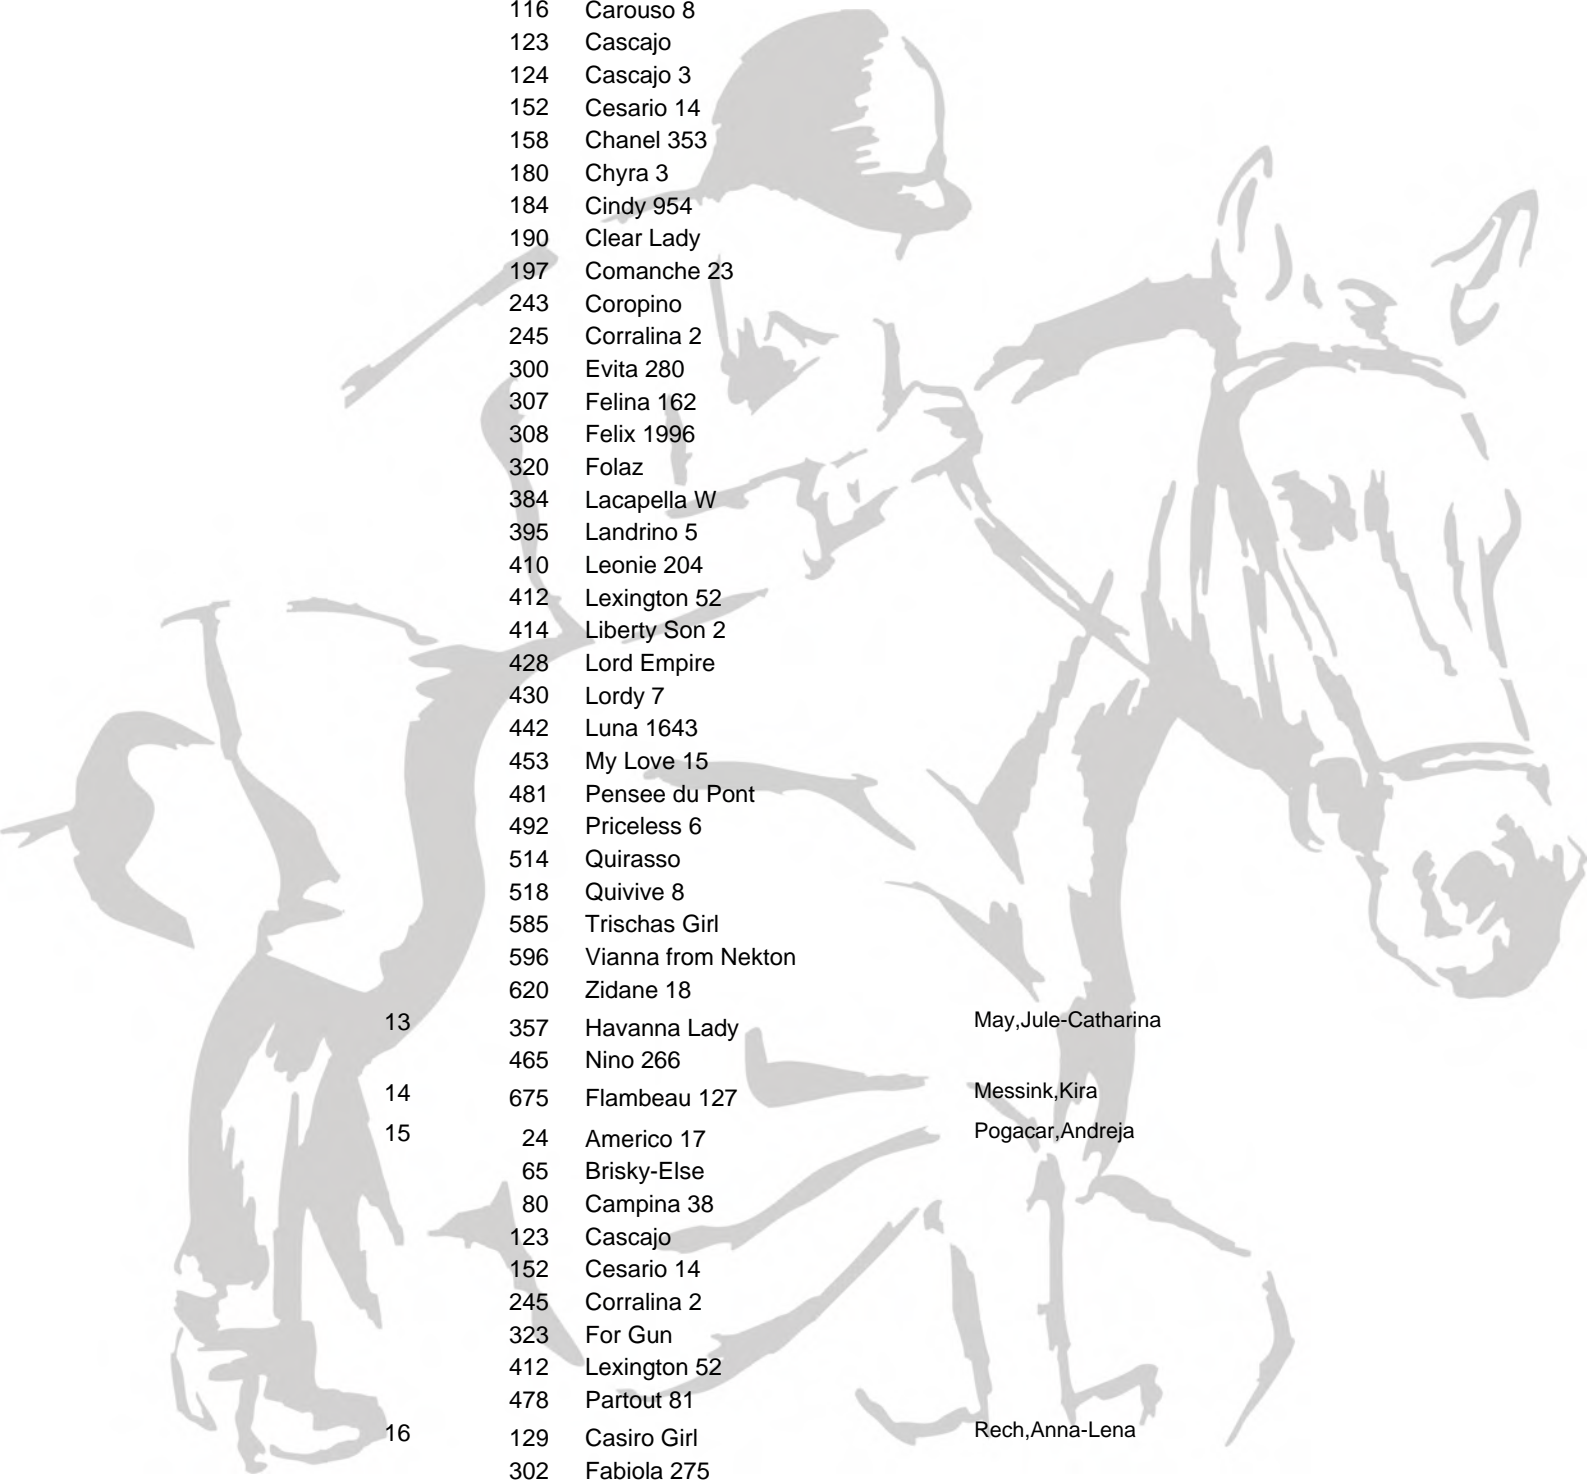 116 Carouso 8
123 Cascajo
124 Cascajo 3
152 Cesario 14
158 Chanel 353
180 Chyra 3
184 Cindy 954
190 Clear Lady
197 Comanche 23
243 Coropino
245 Corralina 2
300 Evita 280
307 Felina 162
308 Felix 1996
320 Folaz
384 Lacapella W
395 Landrino 5
410 Leonie 204
412 Lexington 52
414 Liberty Son 2
428 Lord Empire
430 Lordy 7
442 Luna 1643
453 My Love 15
481 Pensee du Pont
492 Priceless 6
514 Quirasso
518 Quivive 8
585 Trischas Girl
596 Vianna from Nekton
620 Zidane 18
13 357 Havanna Lady May,Jule-Catharina
465 Nino 266
14 675 Flambeau 127 Messink,Kira
15 24 Americo 17 Pogacar,Andreja
65 Brisky-Else
80 Campina 38
123 Cascajo
152 Cesario 14
245 Corralina 2
323 For Gun
412 Lexington 52
478 Partout 81
16 129 Casiro Girl Rech,Anna-Lena
302 Fabiola 275